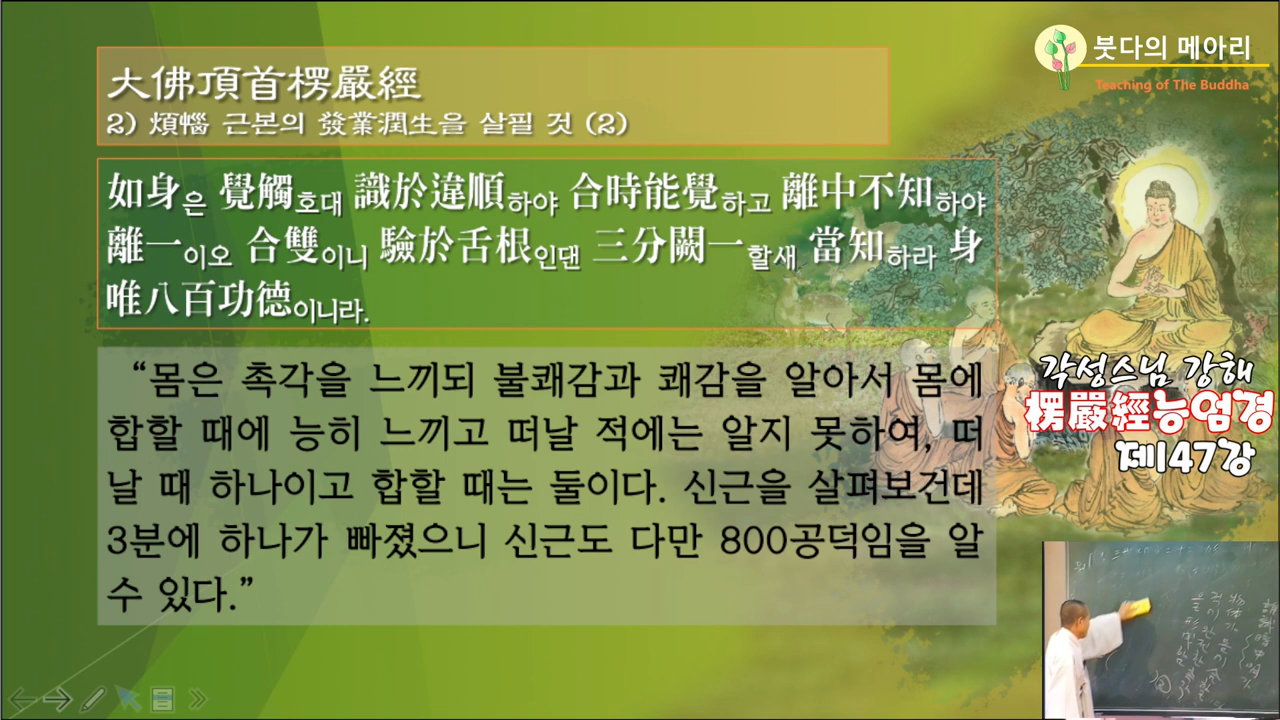 大佛頂首楞嚴經
2) 煩惱 근본의 發業潤生을 살필 것 (2)
如身은 覺觸호대 識於違順하야 合時能覺하고 離中不知하야
離一이오 合雙이니 驗於舌根인댄 三分闕一할새 當知하라 身
唯八百功德이니라.
“몸은 촉각을 느끼되 불쾌감과 쾌감을 알아서 몸에
합할 때에 능히 느끼고 떠날 적에는 알지 못하여, 떠
날 때 하나이고 합할 때는 둘이다. 신근을 살펴보건데
3분에 하나가 빠졌으니 신근도 다만 800공덕임을 알
수 있다.”
붓다의 메아리
Teaching of The Buddha
각성스님 강해
楞嚴經능엄경
제47강